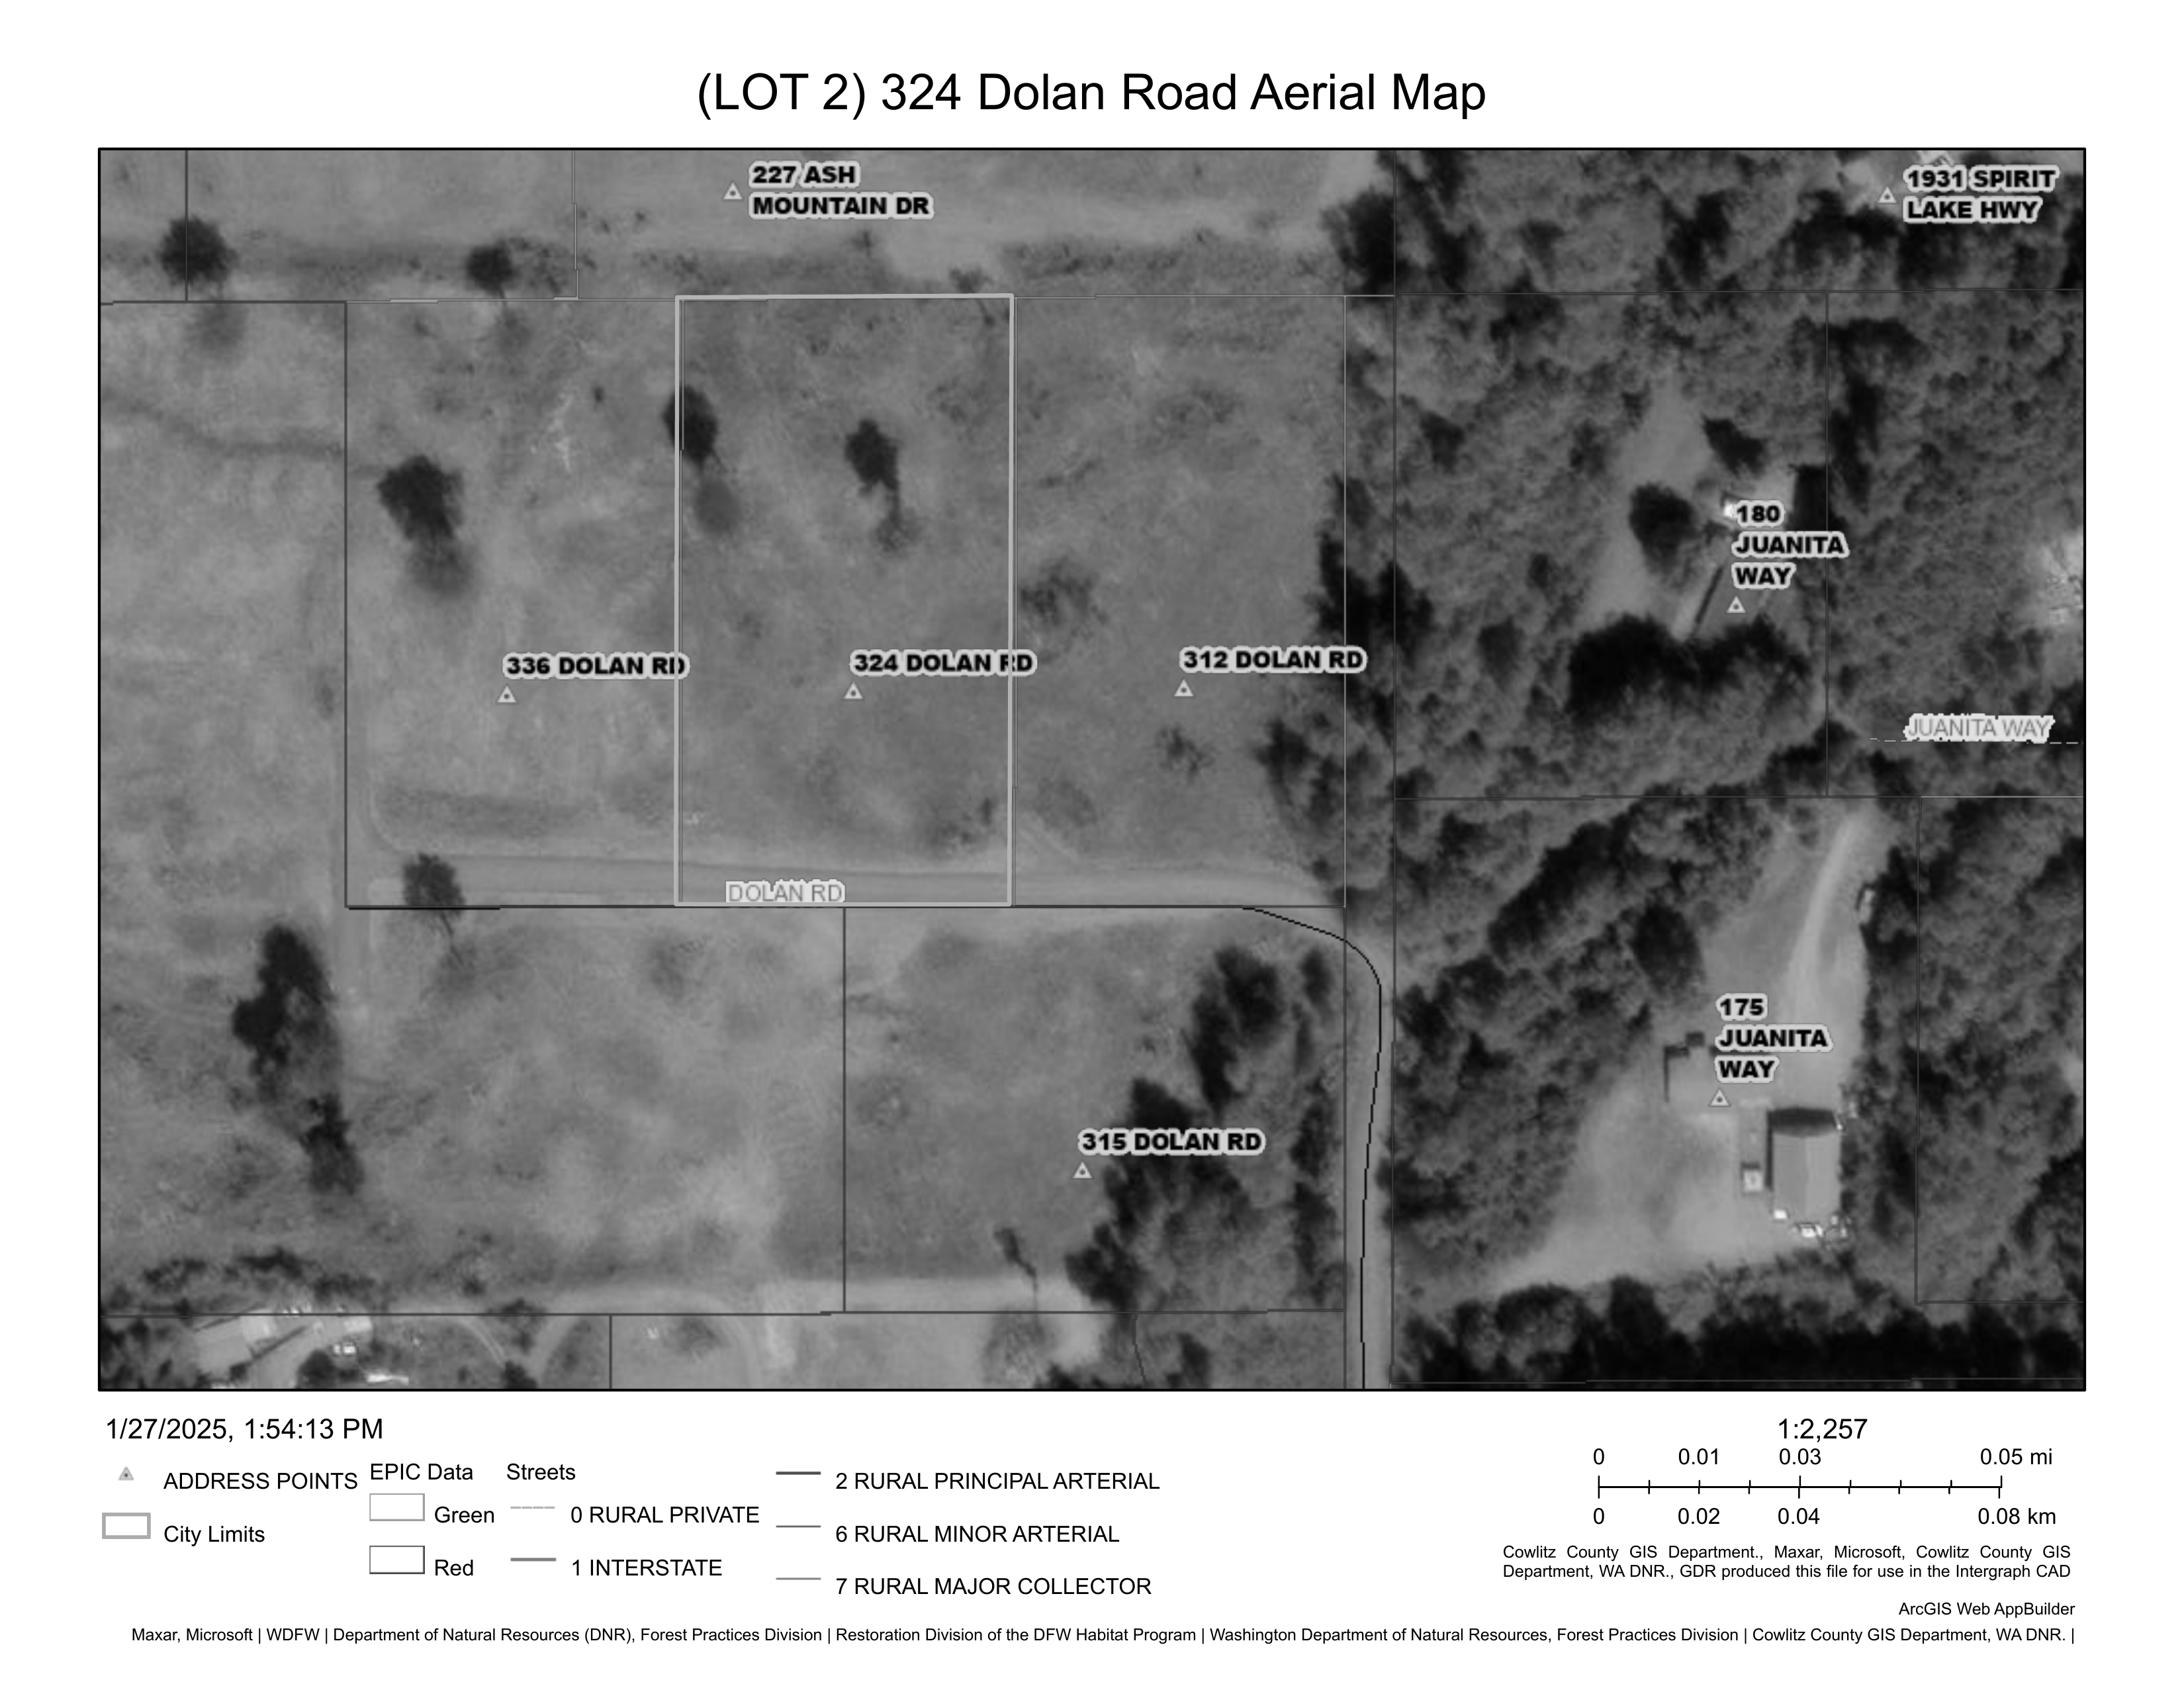 (LOT 2) 324 Dolan Road Aerial Map
227 ASH
MOUNTAIN DR
1931 SPIRIT
LAKE HWY
180
JUANITA
WAY
336 DOLAN RD
324 DOLAN RD
312 DOLAN RD
JUANITA WAY
DOLAN RD
175
JUANITA
WAY
315 DOLAN RD
1/27/2025, 1:54:13 PM
ADDRESS POINTS
City Limits
EPIC Data
Green
Red
Streets
0 RURAL PRIVATE
1 INTERSTATE
2 RURAL PRINCIPAL ARTERIAL
6 RURAL MINOR ARTERIAL
7 RURAL MAJOR COLLECTOR
1:2,257
0 0.01 0.03 0.05 mi
0 0.02 0.04 0.08 km
Cowlitz County GIS Department., Maxar, Microsoft, Cowlitz County GIS
Department, WA DNR., GDR produced this file for use in the Intergraph CAD
ArcGIS Web AppBuilder
Maxar, Microsoft | WDFW | Department of Natural Resources (DNR), Forest Practices Division | Restoration Division of the DFW Habitat Program | Washington Department of Natural Resources, Forest Practices Division | Cowlitz County GIS Department, WA DNR. |